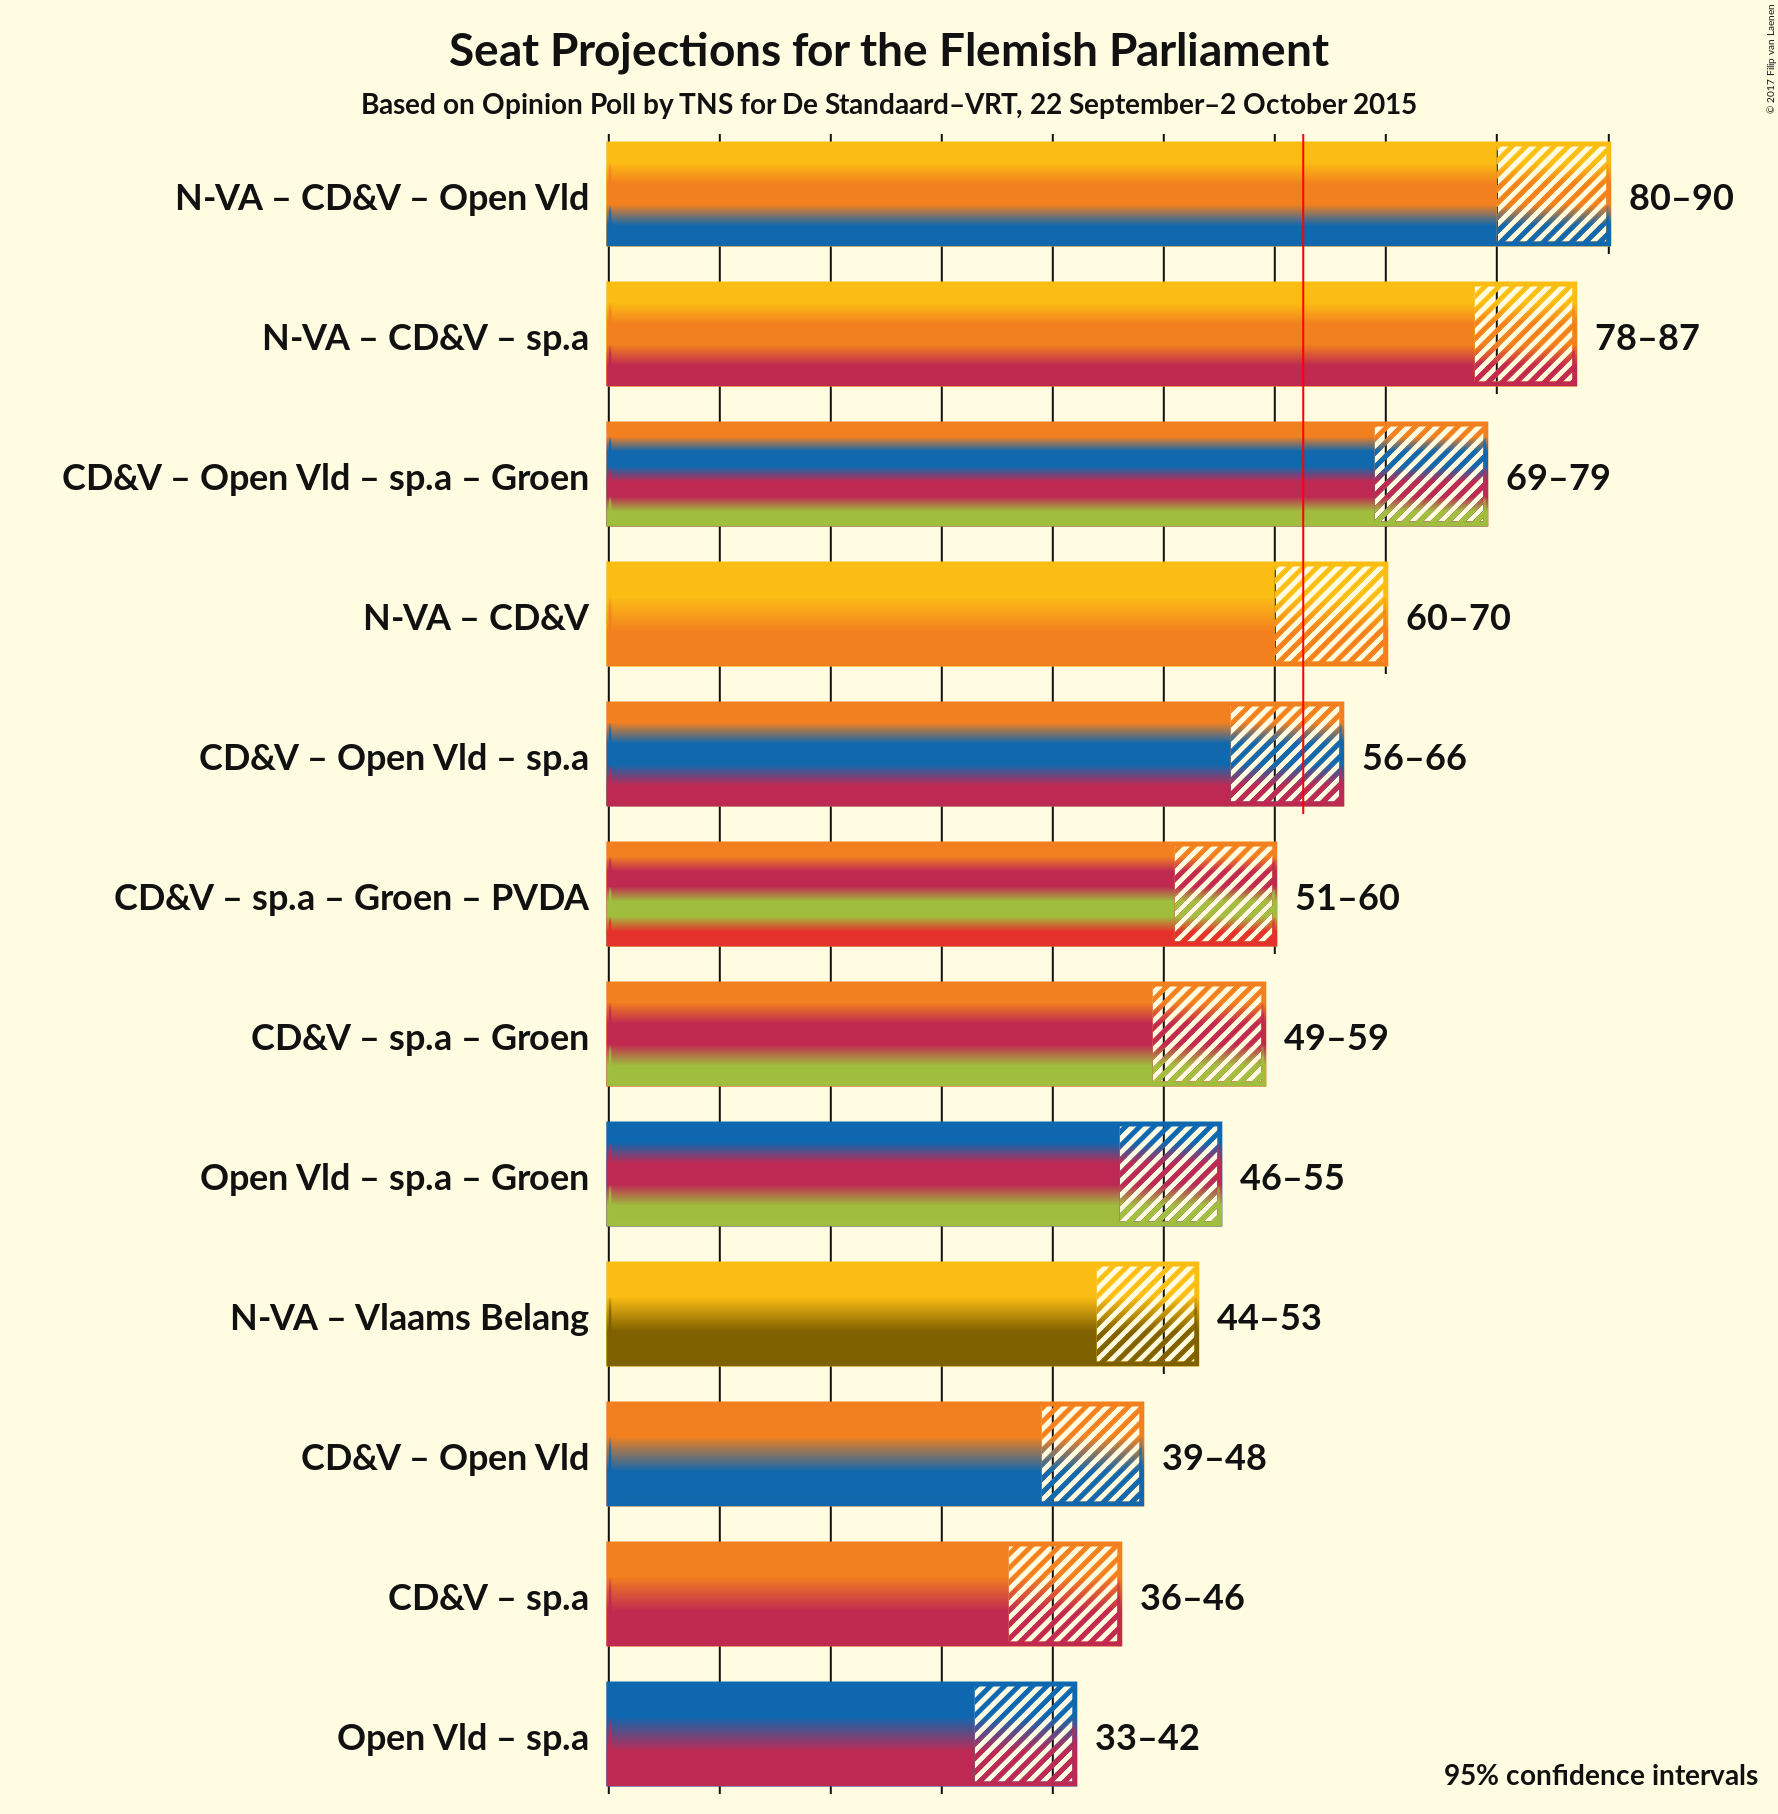 Seat Projections for the Flemish Parliament
Based on Opinion Poll by TNS for De Standaard–VRT, 22 September–2 October 2015
© 2017 Filip van Laenen
N-VA – CD&V – Open Vld 80–90
N-VA – CD&V – sp.a 78–87
CD&V – Open Vld – sp.a – Groen 69–79
N-VA – CD&V 60–70
CD&V – Open Vld – sp.a 56–66
CD&V – sp.a – Groen – PVDA 51–60
CD&V – sp.a – Groen 49–59
Open Vld – sp.a – Groen 46–55
N-VA – Vlaams Belang 44–53
CD&V – Open Vld 39–48
CD&V – sp.a 36–46
Open Vld – sp.a 33–42
95% confidence intervals